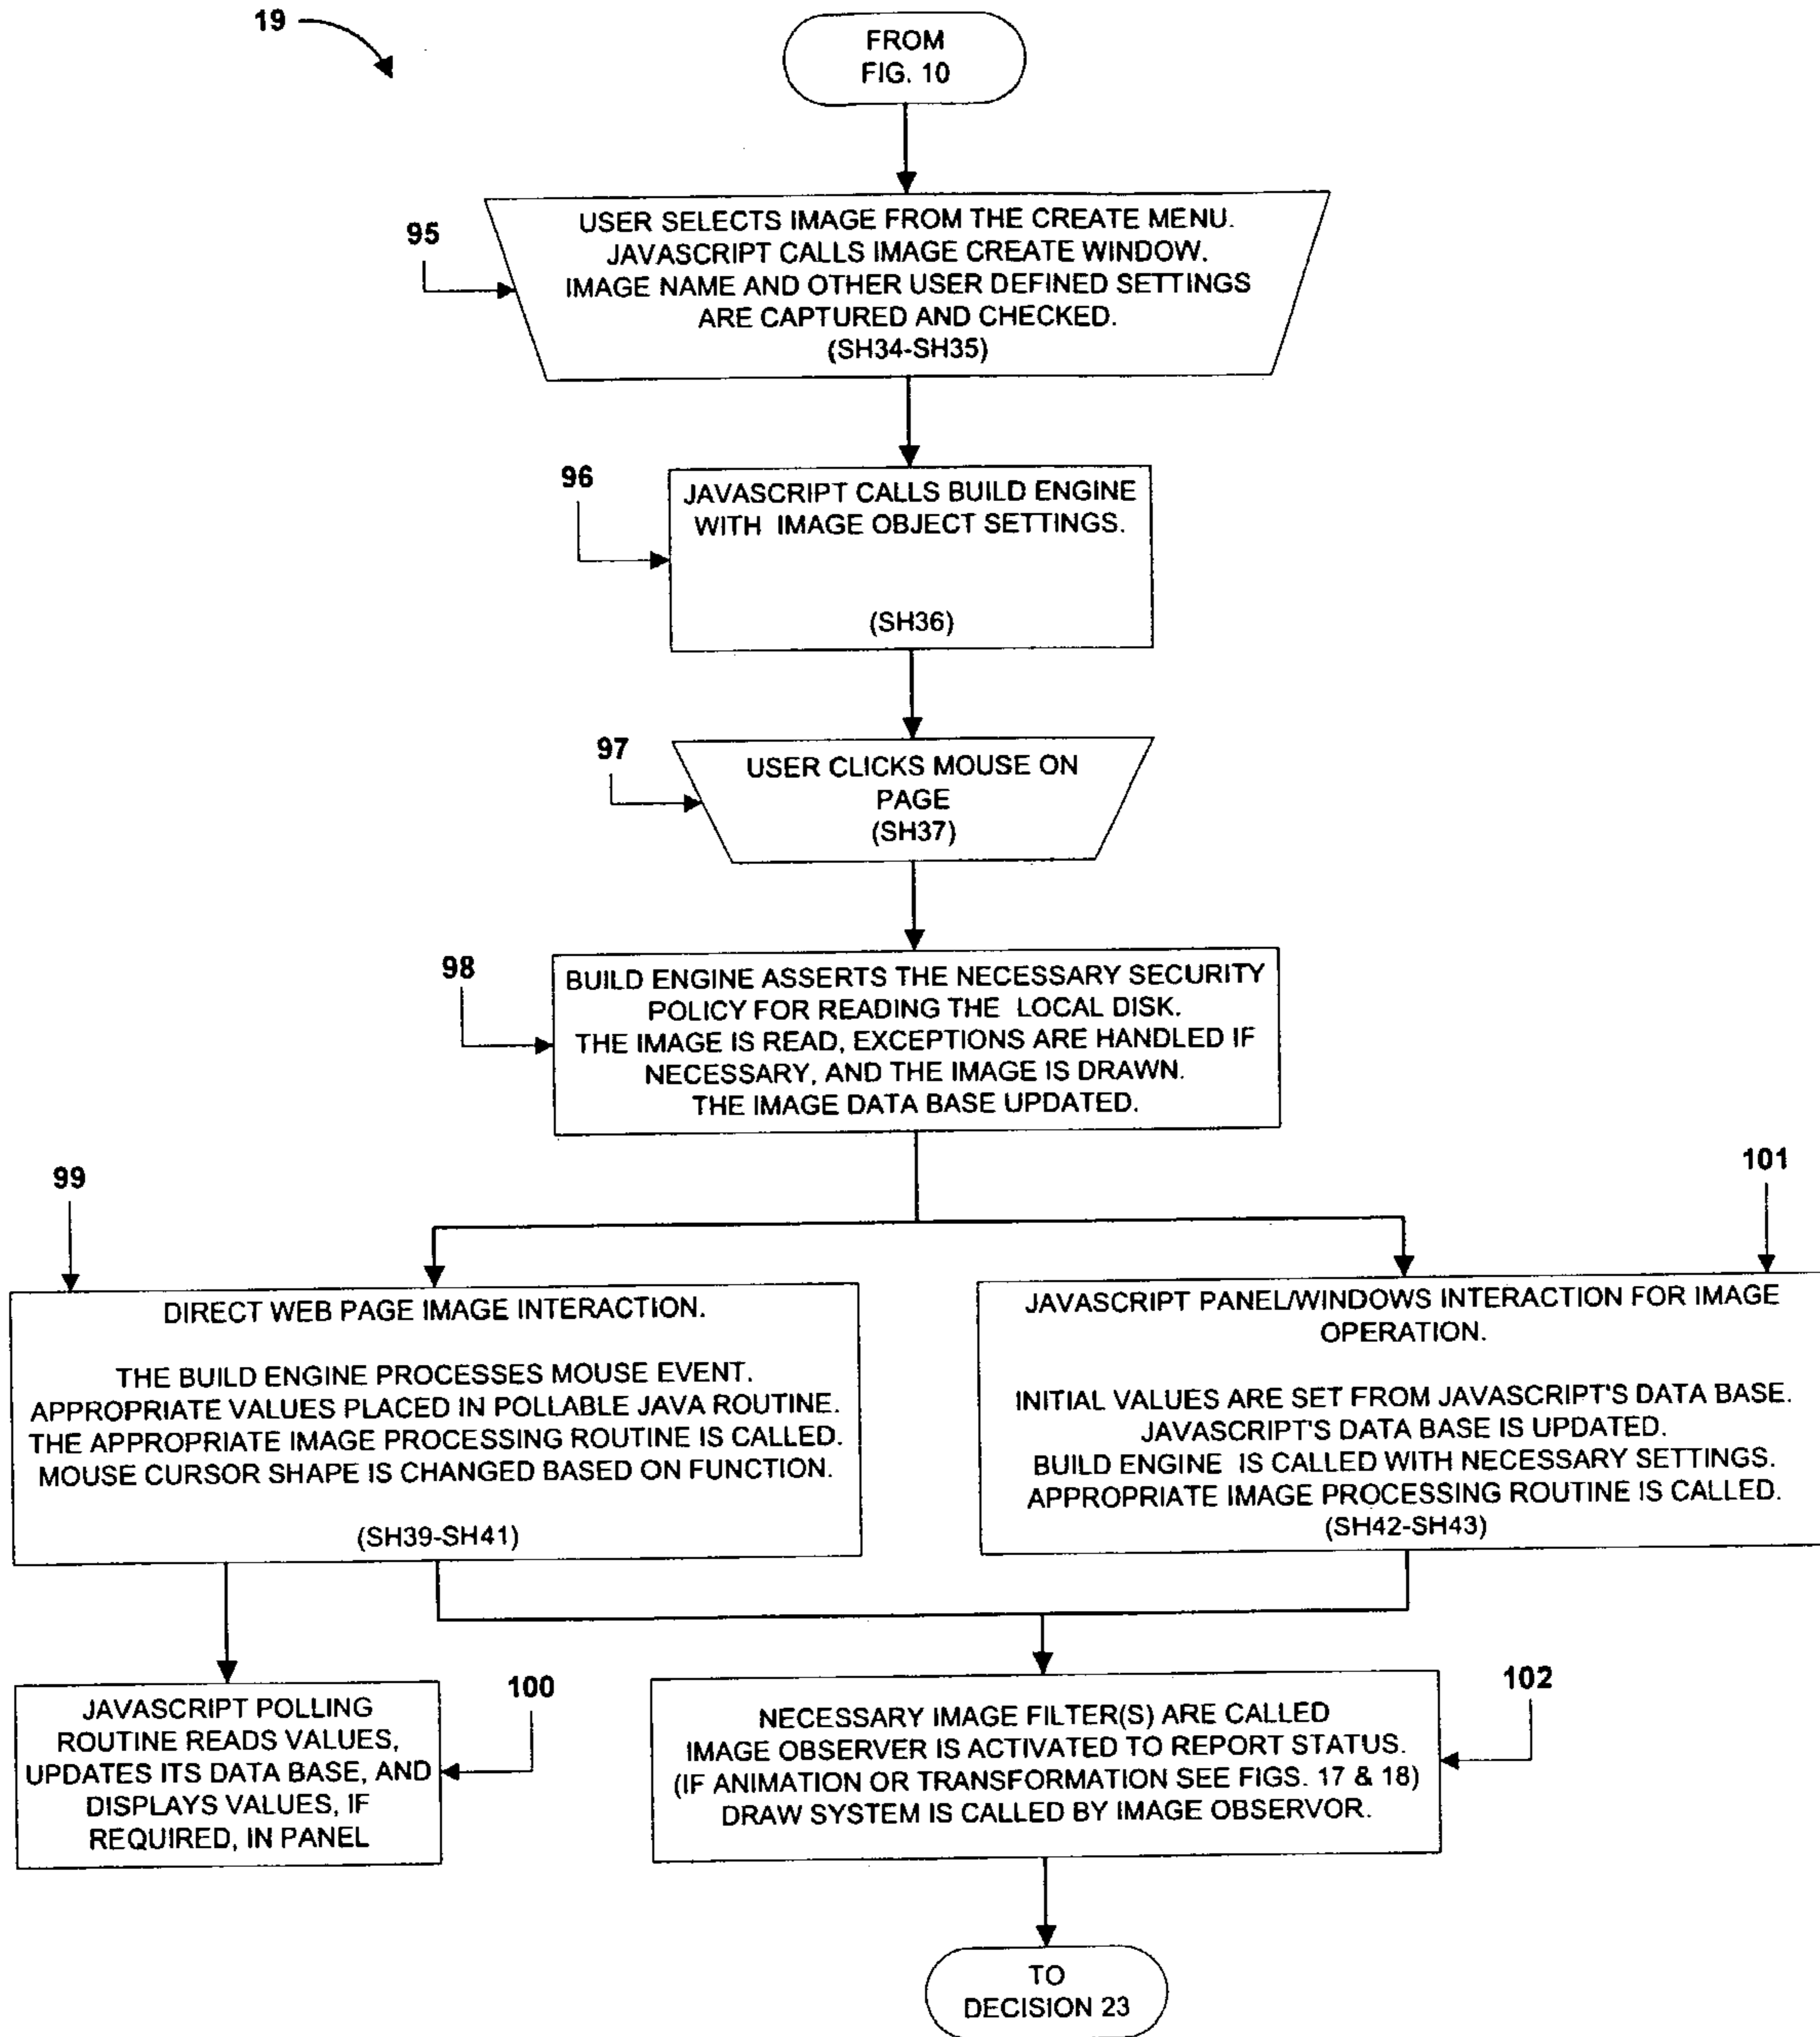 19
FROM
FIG. 10
95
USER SELECTS IMAGE FROM THE CREATE MENU.
JAVASCRIPT CALLS IMAGE CREATE WINDOW.
IMAGE NAME AND OTHER USER DEFINED SETTINGS
ARE CAPTURED AND CHECKED.
(SH34-SH35)
96
JAVASCRIPT CALLS BUILD ENGINE
WITH IMAGE OBJECT SETTINGS.
(SH36)
97
USER CLICKS MOUSE ON
PAGE
(SH37)
98
BUILD ENGINE ASSERTS THE NECESSARY SECURITY
POLICY FOR READING THE LOCAL DISK.
THE IMAGE IS READ, EXCEPTIONS ARE HANDLED IF
NECESSARY, AND THE IMAGE IS DRAWN.
THE IMAGE DATA BASE UPDATED.
99
DIRECT WEB PAGE IMAGE INTERACTION.
THE BUILD ENGINE PROCESSES MOUSE EVENT.
APPROPRIATE VALUES PLACED IN POLLABLE JAVA ROUTINE.
THE APPROPRIATE IMAGE PROCESSING ROUTINE IS CALLED.
MOUSE CURSOR SHAPE IS CHANGED BASED ON FUNCTION.
(SH39-SH41)
101
JAVASCRIPT PANEL/WINDOWS INTERACTION FOR IMAGE
OPERATION.
INITIAL VALUES ARE SET FROM JAVASCRIPT'S DATA BASE.
JAVASCRIPT'S DATA BASE IS UPDATED.
BUILD ENGINE IS CALLED WITH NECESSARY SETTINGS.
APPROPRIATE IMAGE PROCESSING ROUTINE IS CALLED.
(SH42-SH43)
JAVASCRIPT POLLING
ROUTINE READS VALUES,
UPDATES ITS DATA BASE, AND
DISPLAYS VALUES, IF
REQUIRED, IN PANEL
100
NECESSARY IMAGE FILTER(S) ARE CALLED
IMAGE OBSERVER IS ACTIVATED TO REPORT STATUS.
(IF ANIMATION OR TRANSFORMATION SEE FIGS. 17 & 18)
DRAW SYSTEM IS CALLED BY IMAGE OBSERVOR.
102
TO
DECISION 23